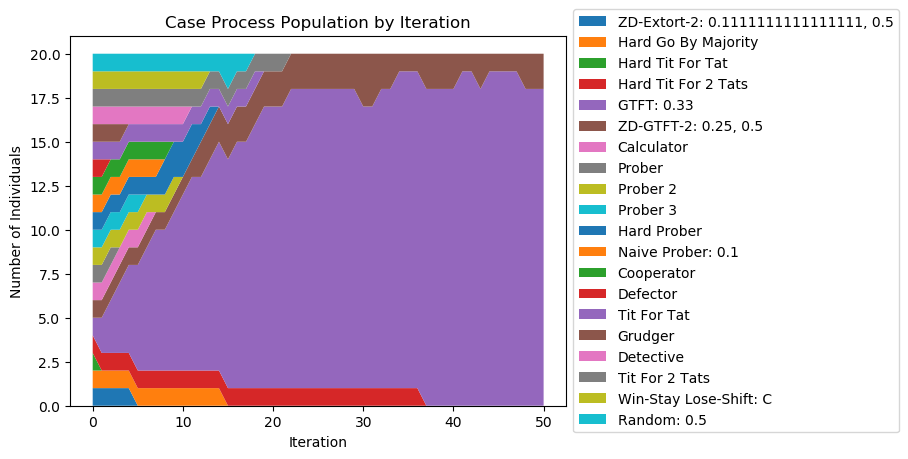 Case Process Population by Iteration
Number of Individuals
20.0
17.5
15.0
12.5
10.0
7.5
5.0
2.5
0.0
0 10 20 30 40 50
Iteration
ZD-Extort-2: 0.1111111111111111, 0.5
Hard Go By Majority
Hard Tit For Tat
Hard Tit For 2 Tats
GTFT: 0.33
ZD-GTFT-2: 0.25, 0.5
Calculator
Prober
Prober 2
Prober 3
Hard Prober
Naive Prober: 0.1
Cooperator
Defector
Tit For Tat
Grudger
Detective
Tit For 2 Tats
Win-Stay Lose-Shift: C
Random: 0.5